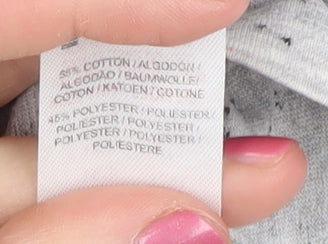 55% COTTON / ALGODÓN /
ALGODÃO / BAUMWOLLE/
COTON / KATOEN / COTONE
45% POLYESTER / POLIÉSTER /
POLIÉSTER / POLYESTER /
POLYESTER / POLYESTER /
POLIESTERE